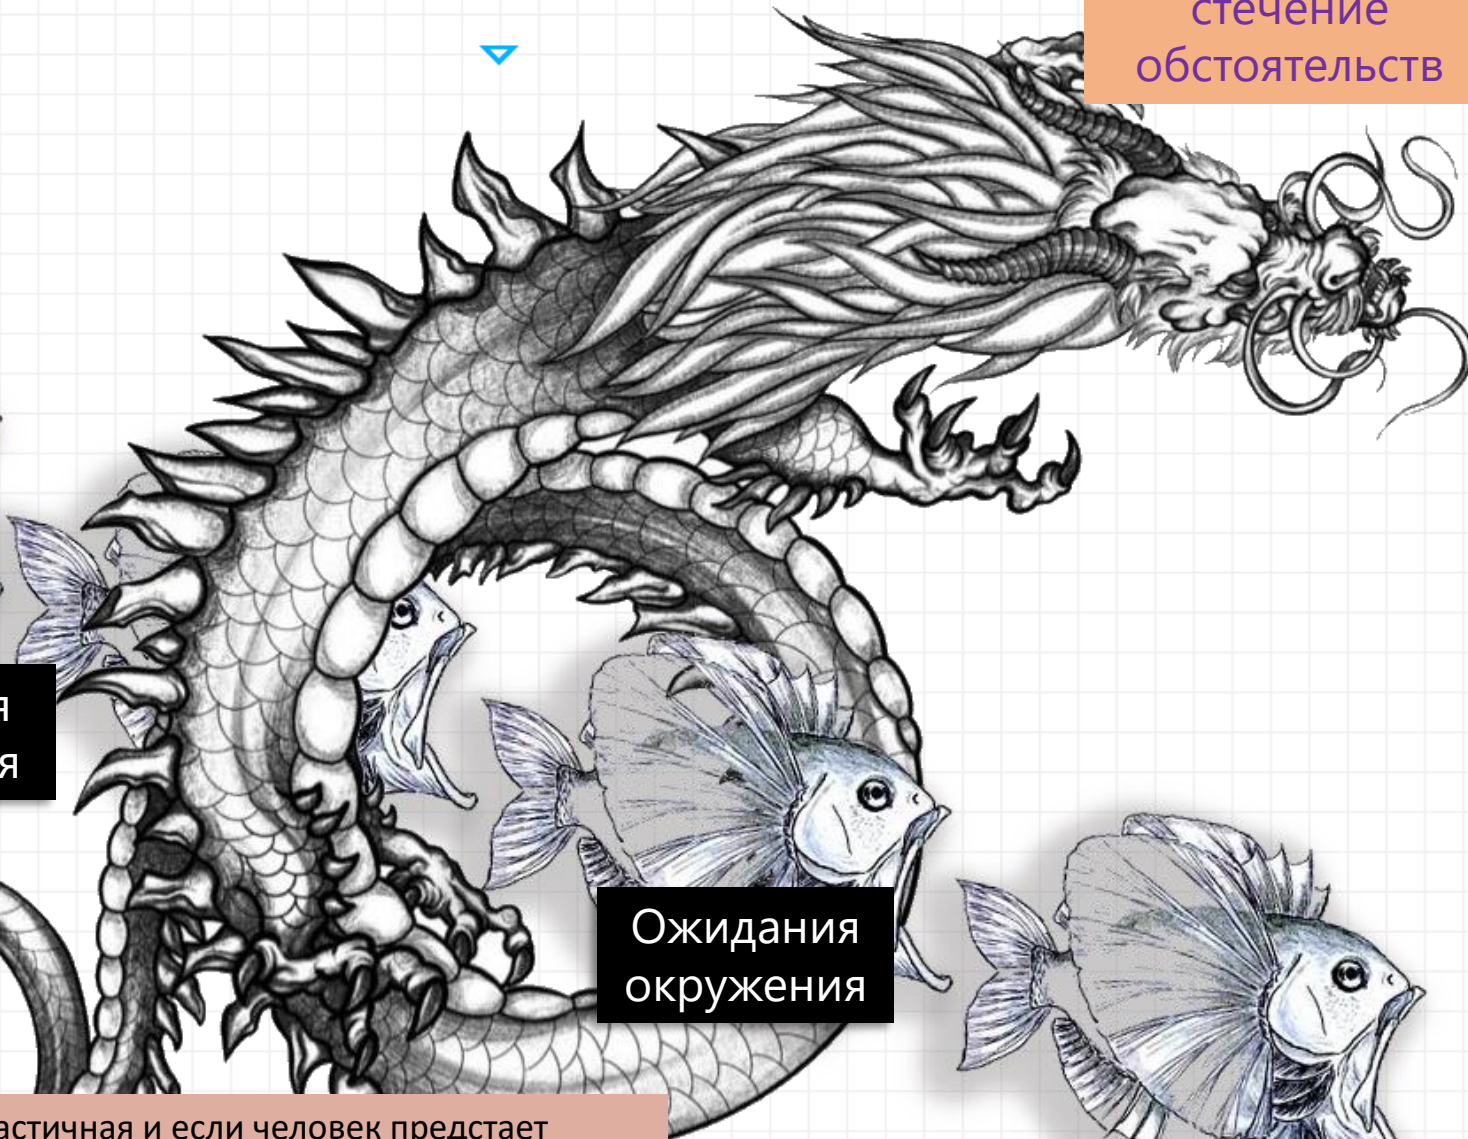 стечение
обстоятельств
я
я
Ожидания
окружения
астичная и если человек предстает